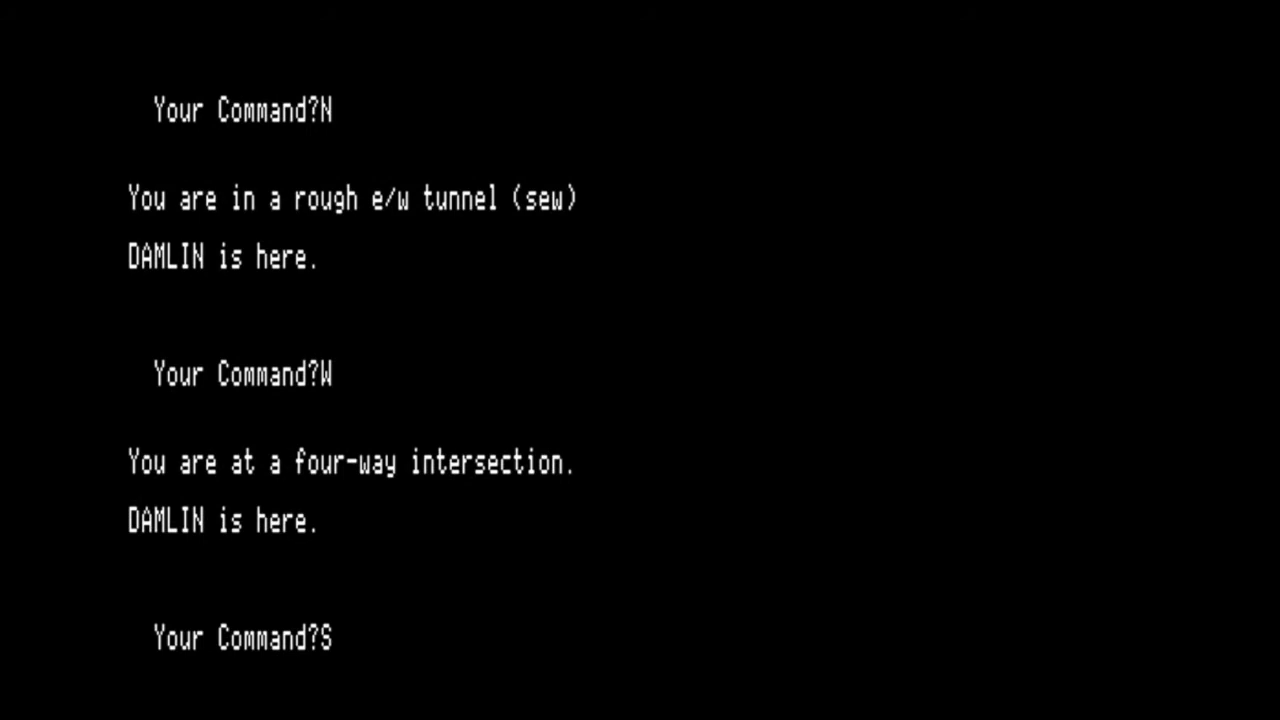 Your Command?N
You are in a rough e/w tunnel (sew)
DAMLIN is here.
Your Command?W
You are at a four-way intersection.
DAMLIN is here.
Your Command?S